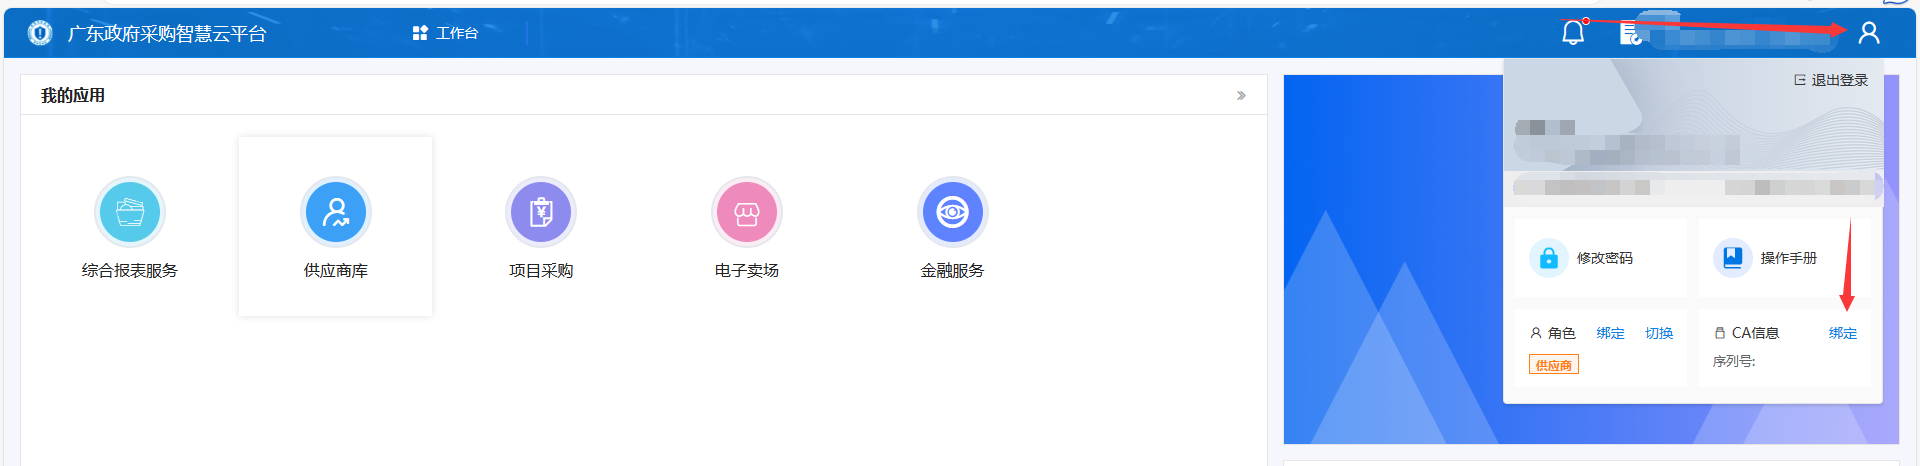 广东政府采购智慧云平台
工作台
退出登录
我的应用
综合报表服务
供应商库
项目采购
电子卖场
金融服务
修改密码
操作手册
角色 绑定 切换
供应商
CA信息 绑定
序列号: